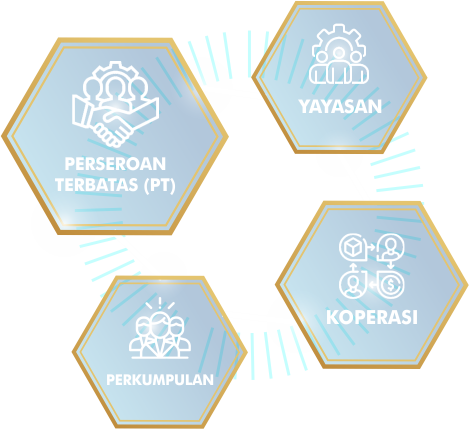 YAYASAN
PERSEROAN
TERBATAS (PT)
KOPERASI
PERKUMPULAN